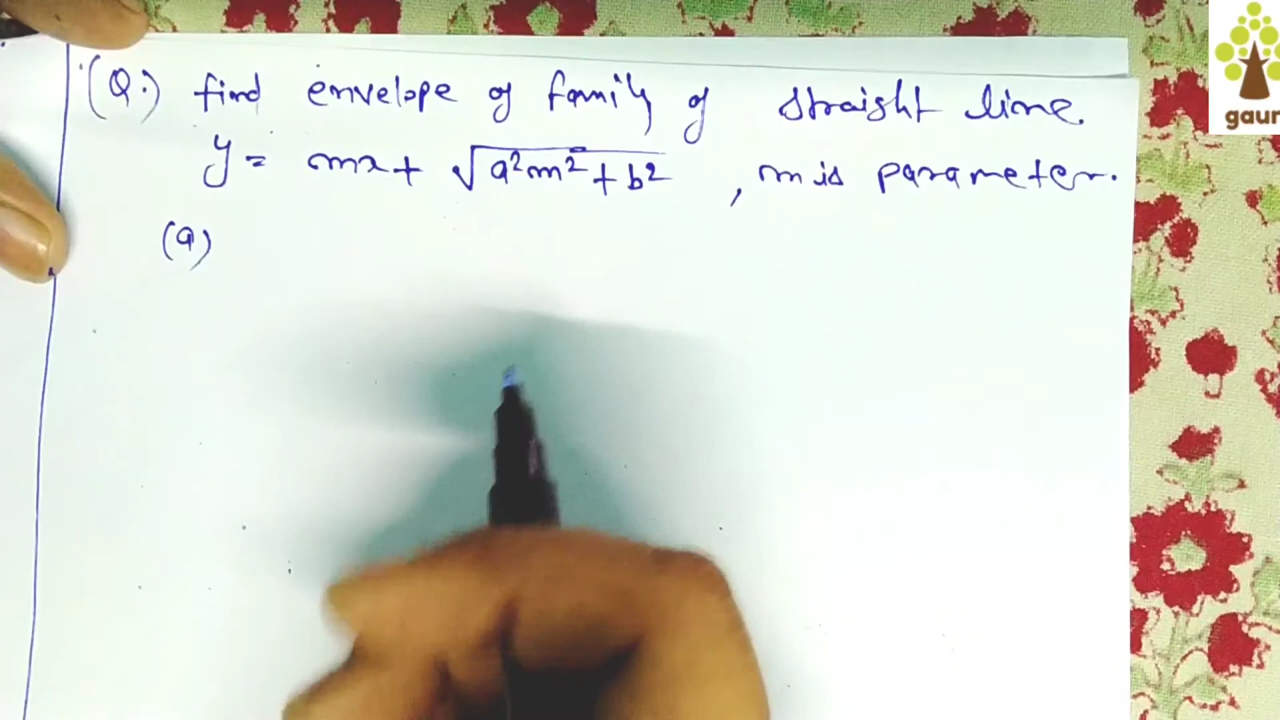 (Q.) find envelope of family of straight line.
y = mx + √a²m² + b² , m is parameter.
(a)
gaur